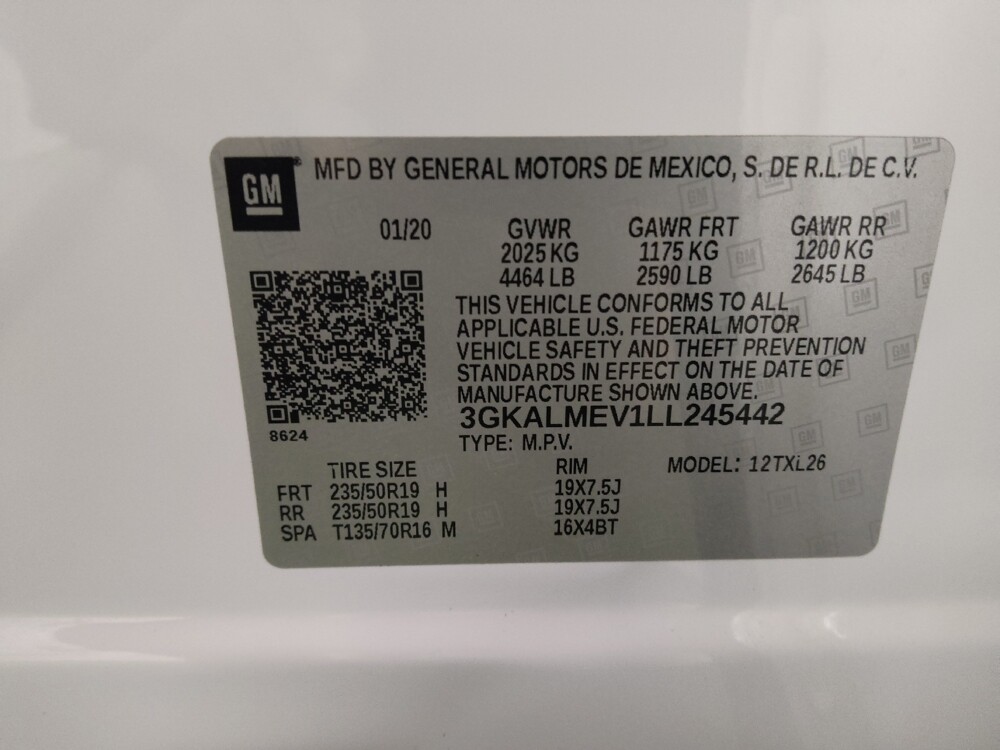 GM® MFD BY GENERAL MOTORS DE MEXICO, S. DE R.L. DE C.V.
01/20 GVWR GAWR FRT GAWR RR
2025 KG 1175 KG 1200 KG
4464 LB 2590 LB 2645 LB
THIS VEHICLE CONFORMS TO ALL
APPLICABLE U.S. FEDERAL MOTOR
VEHICLE SAFETY AND THEFT PREVENTION
STANDARDS IN EFFECT ON THE DATE OF
MANUFACTURE SHOWN ABOVE.
3GKALMEV1LL245442
8624
TYPE: M.P.V.
TIRE SIZE RIM MODEL: 12TXL26
FRT 235/50R19 H 19X7.5J
RR 235/50R19 H 19X7.5J
SPA T135/70R16 M 16X4BT